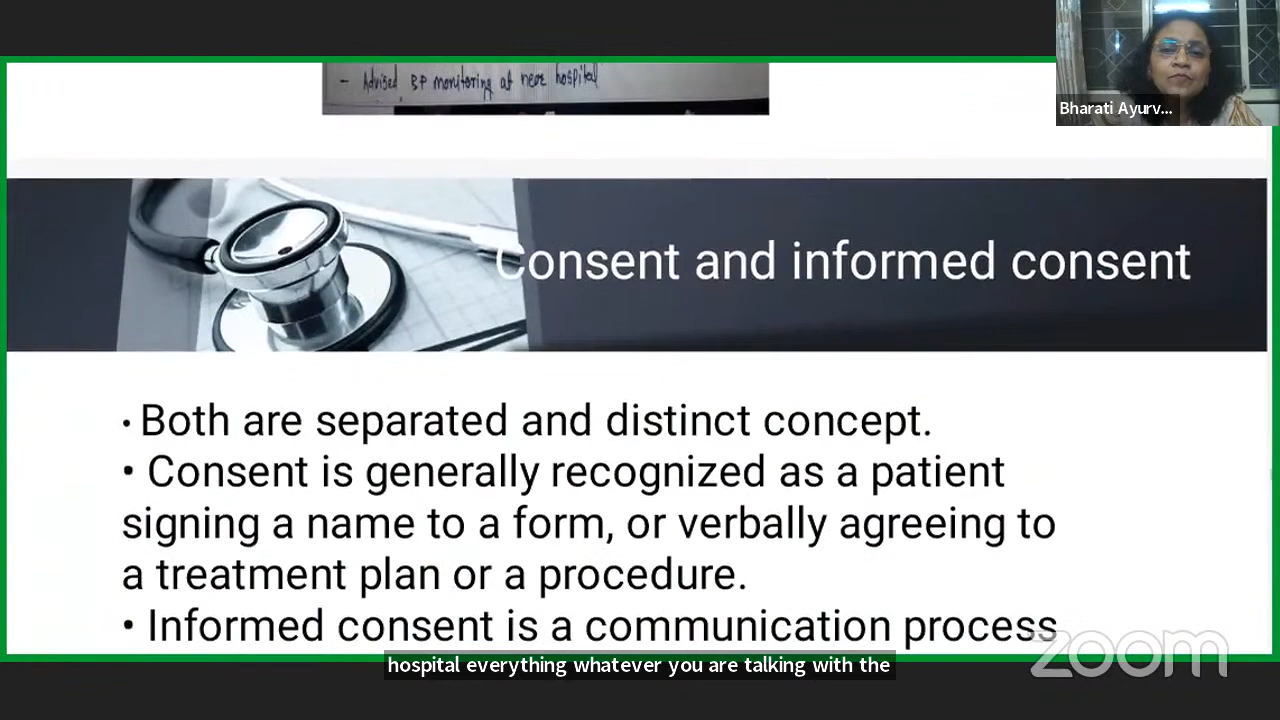 - Advised BP monitoring at near hospital
Bharati Ayurv...
Consent and informed consent
• Both are separated and distinct concept.
• Consent is generally recognized as a patient
signing a name to a form, or verbally agreeing to
a treatment plan or a procedure.
• Informed consent is a communication process
hospital everything whatever you are talking with the
zoom